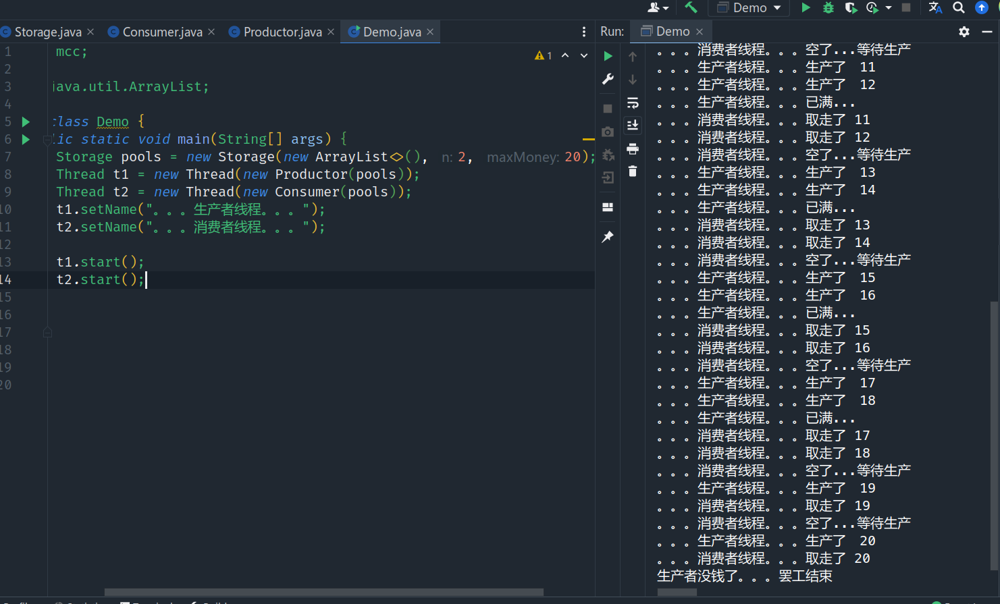 Demo
Storage.java × Consumer.java × Productor.java × Demo.java ×
Run: Demo ×
1 mcc;
2
3 java.util.ArrayList;
4
5 class Demo {
6 lic static void main(String[] args) {
7 Storage pools = new Storage(new ArrayList<>(), n: 2, maxMoney: 20);
8 Thread t1 = new Thread(new Productor(pools));
9 Thread t2 = new Thread(new Consumer(pools));
10 t1.setName("。。。生产者线程。。。");
11 t2.setName("。。。消费者线程。。。");
12
13 t1.start();
14 t2.start();
15
16
17
18
19
20
1
。。。消费者线程。。。空了...等待生产
。。。生产者线程。。。生产了 11
。。。生产者线程。。。生产了 12
。。。生产者线程。。。已满...
。。。消费者线程。。。取走了 11
。。。消费者线程。。。取走了 12
。。。消费者线程。。。空了...等待生产
。。。生产者线程。。。生产了 13
。。。生产者线程。。。生产了 14
。。。生产者线程。。。已满...
。。。消费者线程。。。取走了 13
。。。消费者线程。。。取走了 14
。。。消费者线程。。。空了...等待生产
。。。生产者线程。。。生产了 15
。。。生产者线程。。。生产了 16
。。。生产者线程。。。已满...
。。。消费者线程。。。取走了 15
。。。消费者线程。。。取走了 16
。。。消费者线程。。。空了...等待生产
。。。生产者线程。。。生产了 17
。。。生产者线程。。。生产了 18
。。。生产者线程。。。已满...
。。。消费者线程。。。取走了 17
。。。消费者线程。。。取走了 18
。。。消费者线程。。。空了...等待生产
。。。生产者线程。。。生产了 19
。。。消费者线程。。。取走了 19
。。。消费者线程。。。空了...等待生产
。。。生产者线程。。。生产了 20
。。。消费者线程。。。取走了 20
生产者没钱了。。。罢工结束